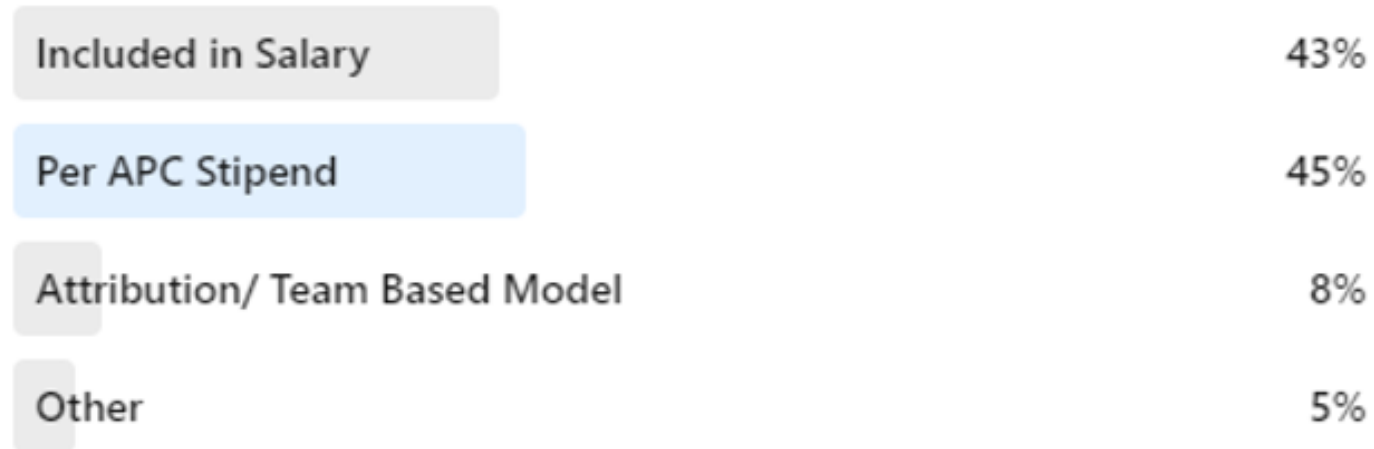 Included in Salary 43%
Per APC Stipend 45%
Attribution/ Team Based Model 8%
Other 5%